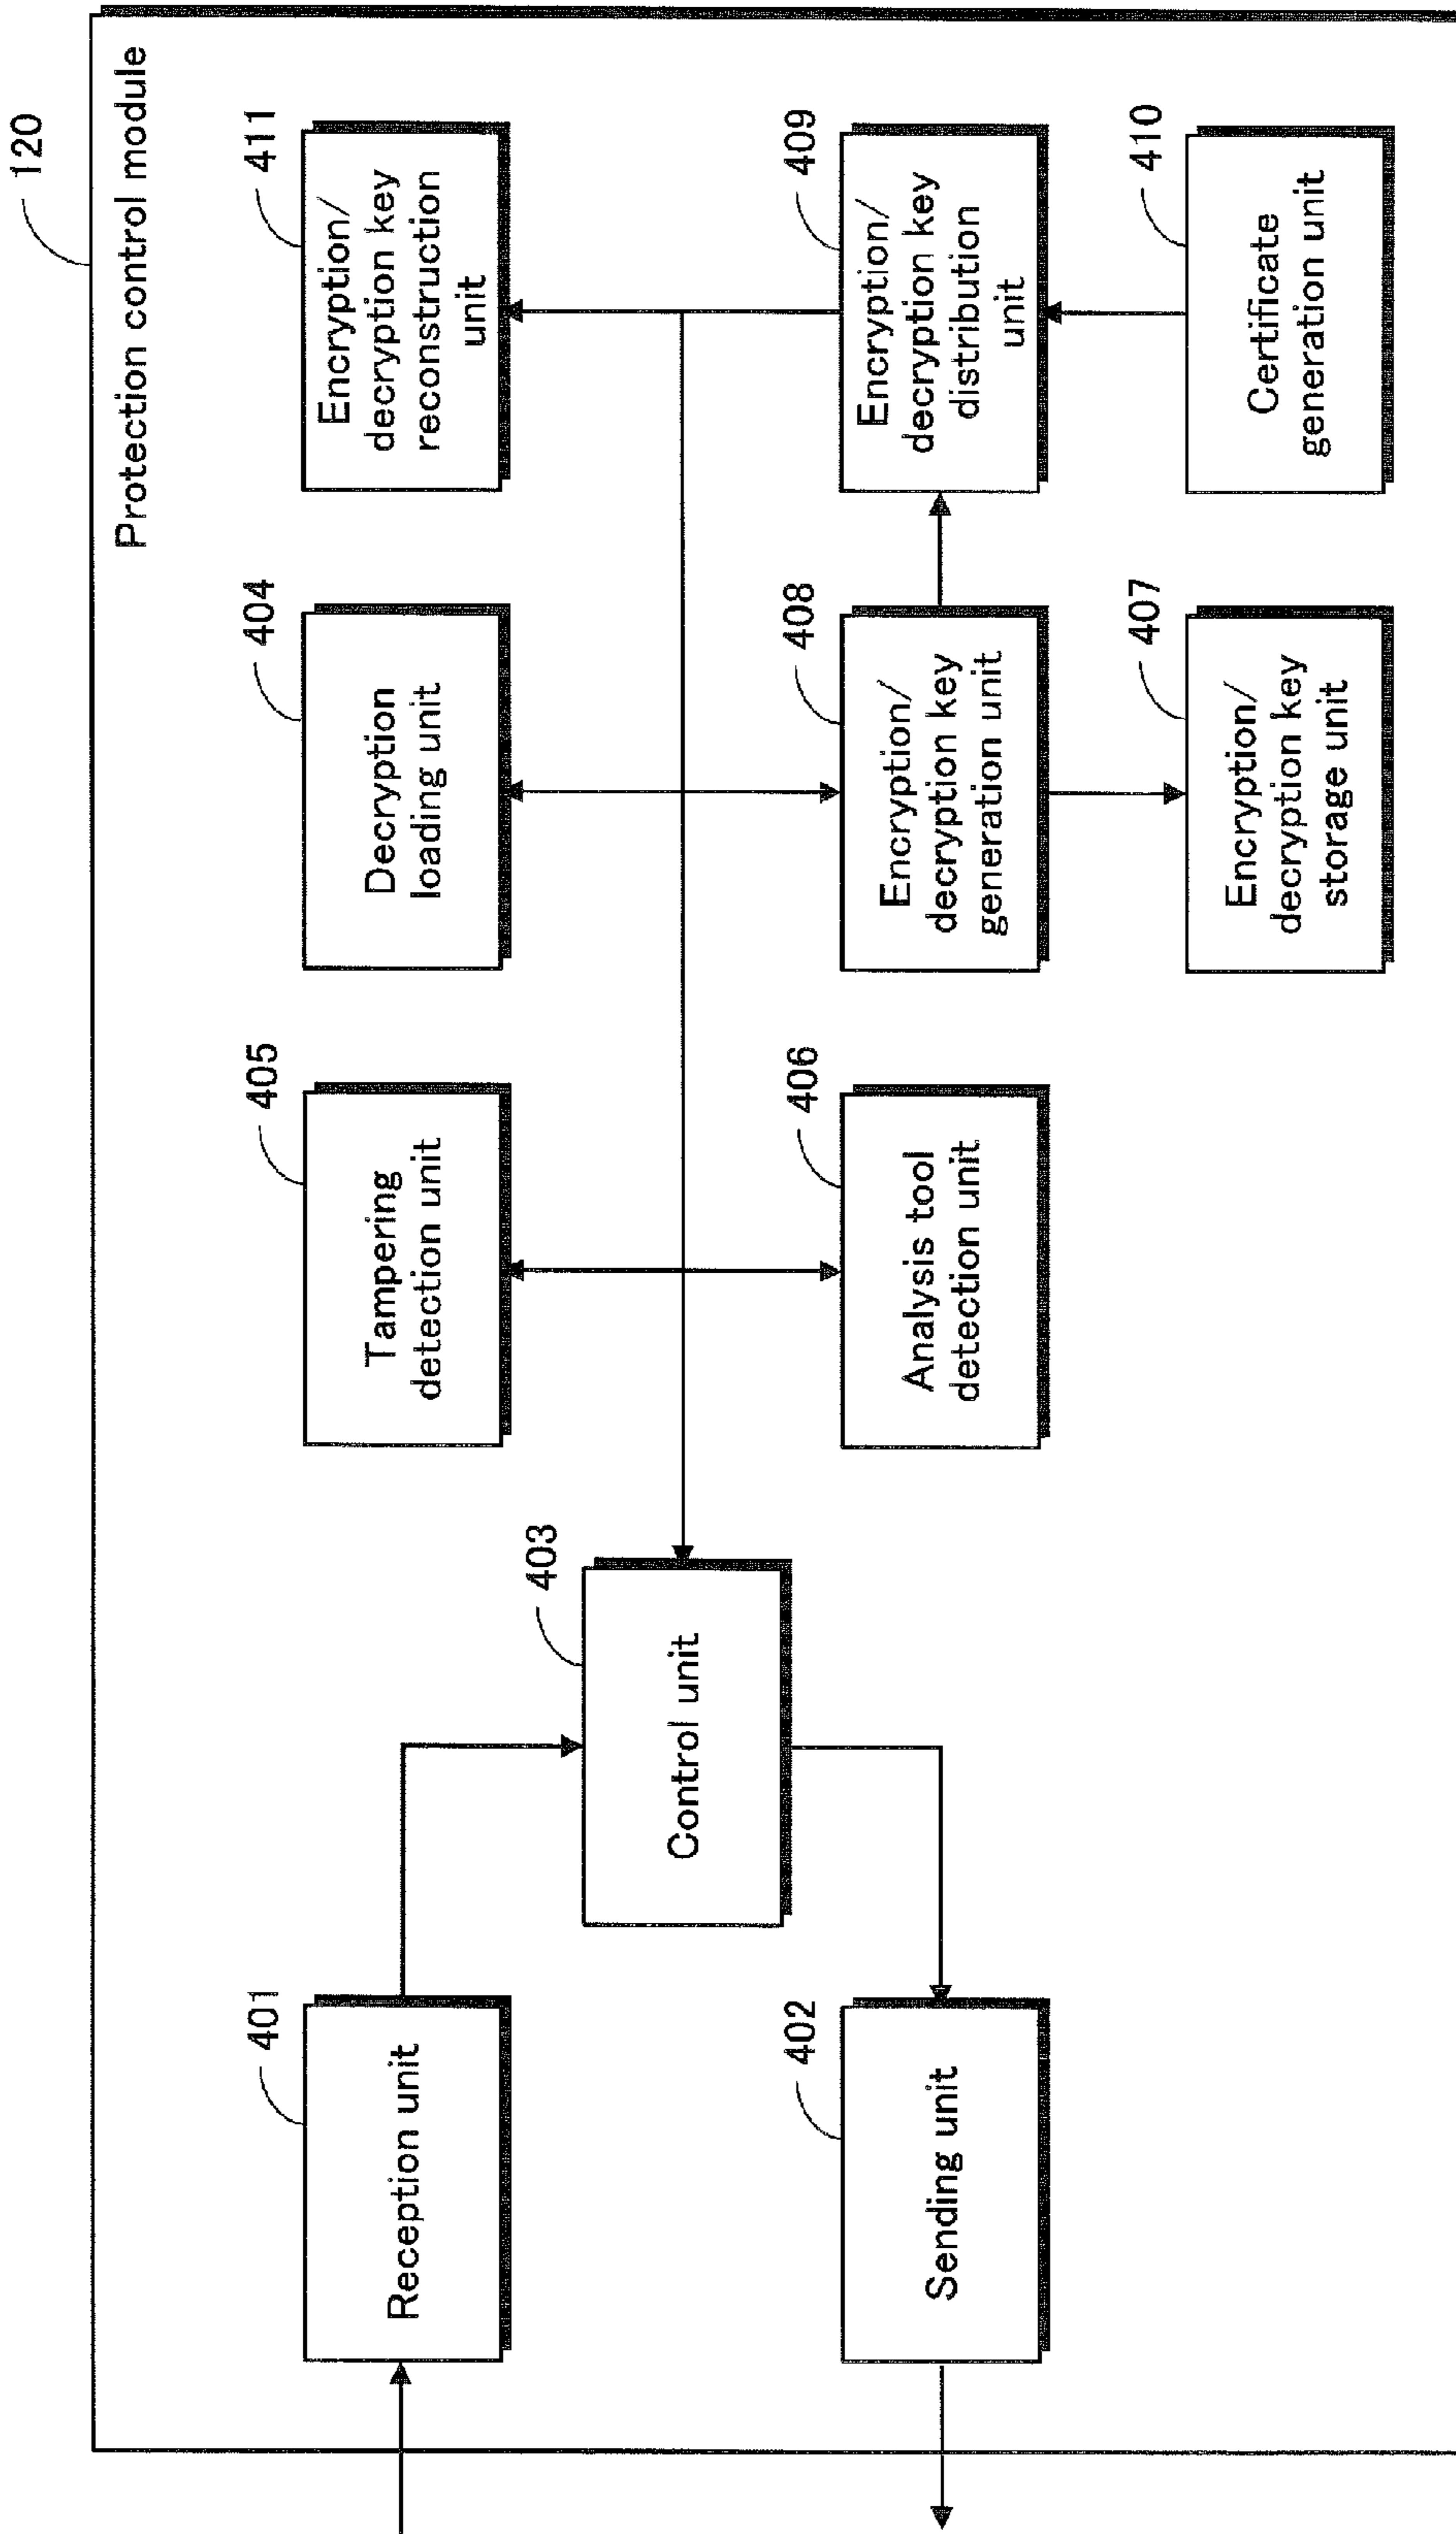 120
Protection control module
401
Reception unit
402
Sending unit
403
Control unit
405
Tampering
detection unit
406
Analysis tool
detection unit
404
Decryption
loading unit
408
Encryption/
decryption key
generation unit
407
Encryption/
decryption key
storage unit
411
Encryption/
decryption key
reconstruction
unit
409
Encryption/
decryption key
distribution
unit
410
Certificate
generation unit